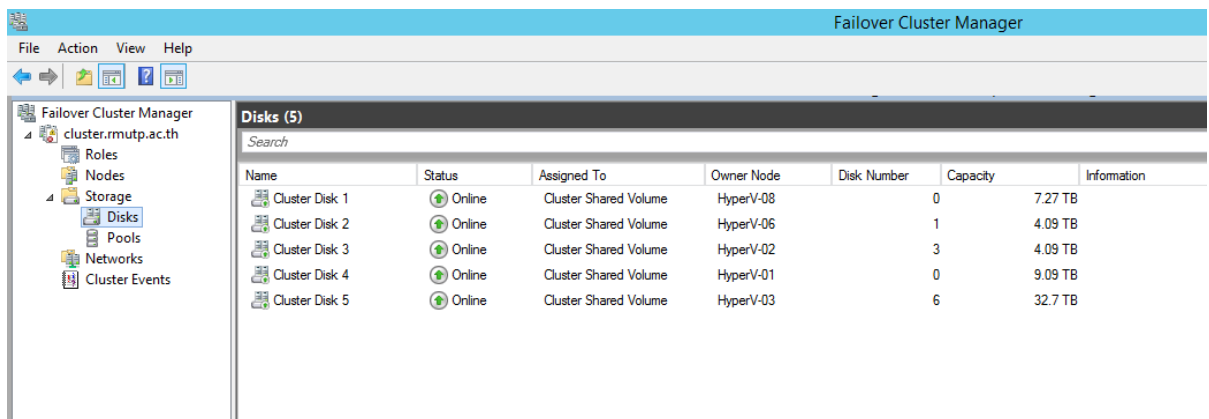 Failover Cluster Manager
File Action View Help
Failover Cluster Manager
cluster.rmutp.ac.th
Roles
Nodes
Storage
Disks
Pools
Networks
Cluster Events
Disks (5)
Search
Name Status Assigned To Owner Node Disk Number Capacity Information
Cluster Disk 1 Online Cluster Shared Volume HyperV-08 0 7.27 TB
Cluster Disk 2 Online Cluster Shared Volume HyperV-06 1 4.09 TB
Cluster Disk 3 Online Cluster Shared Volume HyperV-02 3 4.09 TB
Cluster Disk 4 Online Cluster Shared Volume HyperV-01 0 9.09 TB
Cluster Disk 5 Online Cluster Shared Volume HyperV-03 6 32.7 TB